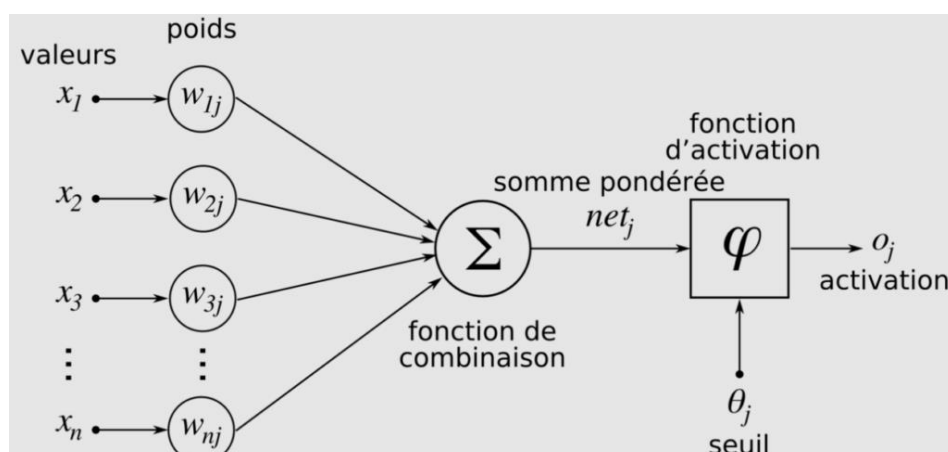 valeurs
poids
x₁
w₁ⱼ
x₂
w₂ⱼ
x₃
w₃ⱼ
⋮
⋮
xₙ
wₙⱼ
Σ
fonction de
combinaison
somme pondérée
netⱼ
fonction
d'activation
φ
oⱼ
activation
θⱼ
seuil